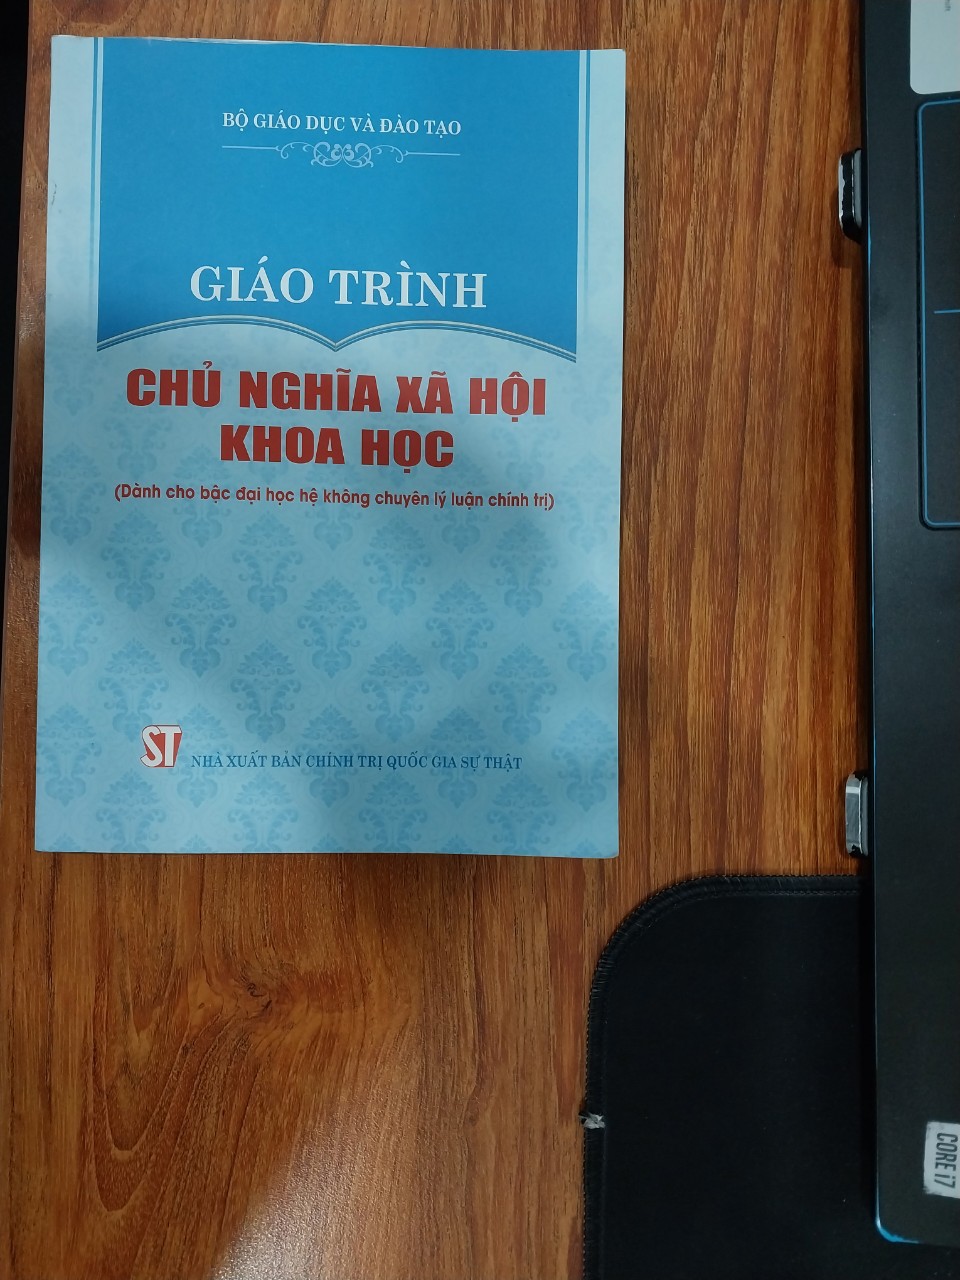 BỘ GIÁO DỤC VÀ ĐÀO TẠO
GIÁO TRÌNH
CHỦ NGHĨA XÃ HỘI
KHOA HỌC
(Dành cho bậc đại học hệ không chuyên lý luận chính trị)
ST
NHÀ XUẤT BẢN CHÍNH TRỊ QUỐC GIA SỰ THẬT
CORE i7